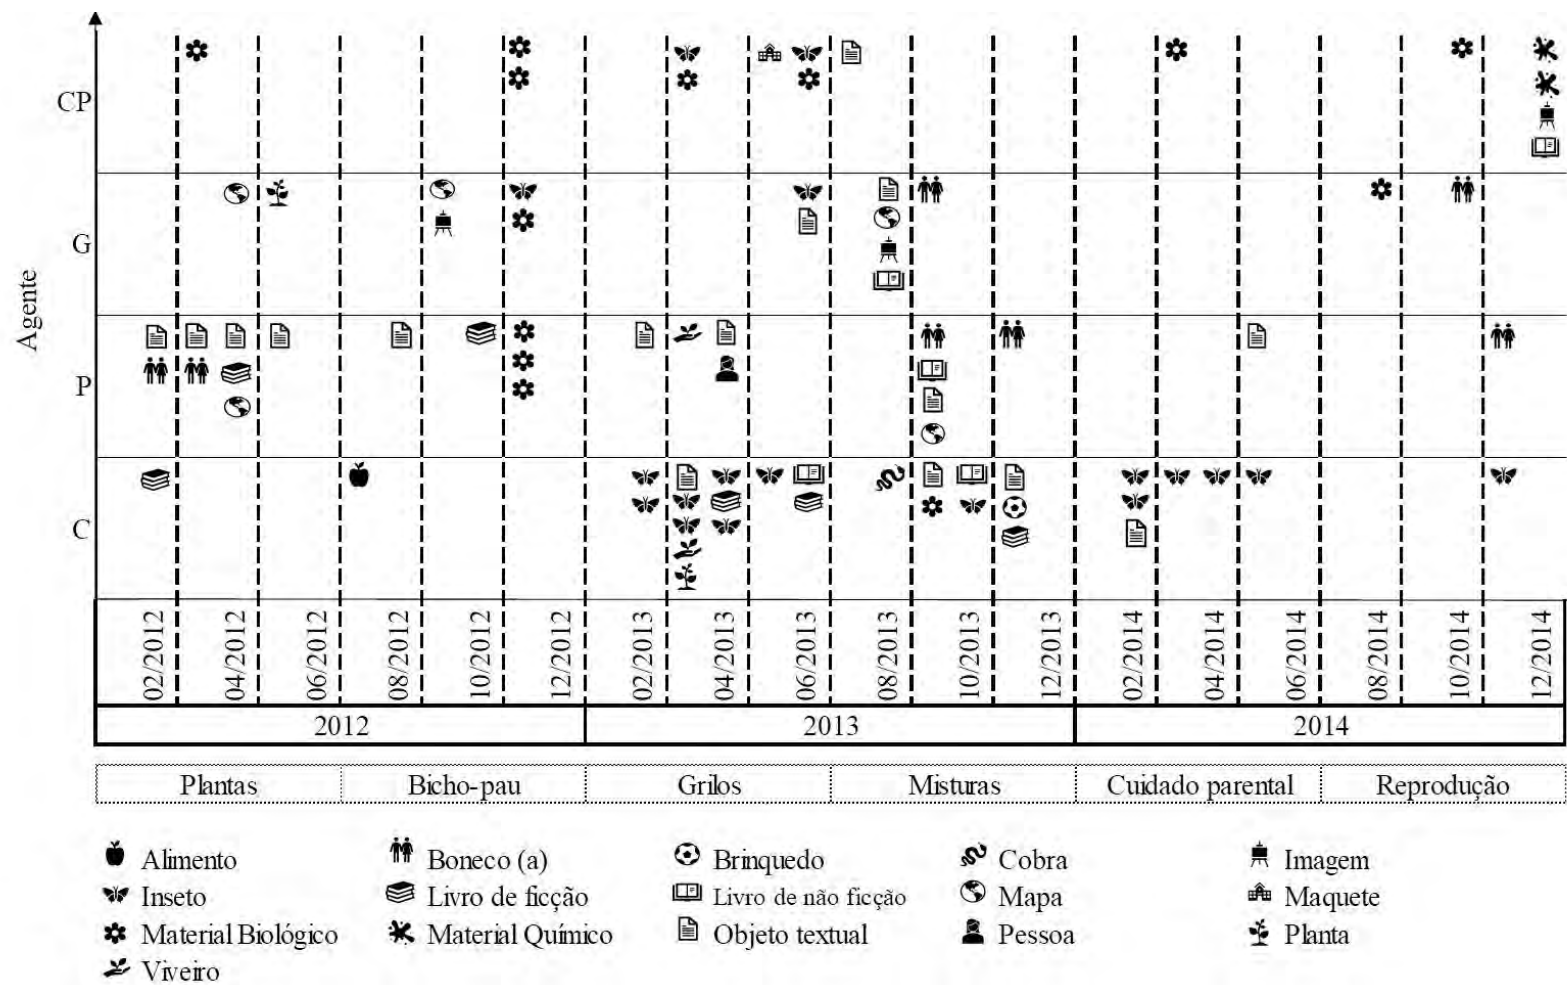 Agente
CP
G
P
C
02/2012
04/2012
06/2012
08/2012
10/2012
12/2012
02/2013
04/2013
06/2013
08/2013
10/2013
12/2013
02/2014
04/2014
06/2014
08/2014
10/2014
12/2014
2012 2013 2014
Plantas Bicho-pau Grilos Misturas Cuidado parental Reprodução
Alimento Boneco (a) Brinquedo Cobra Imagem
Inseto Livro de ficção Livro de não ficção Mapa Maquete
Material Biológico Material Químico Objeto textual Pessoa Planta
Viveiro